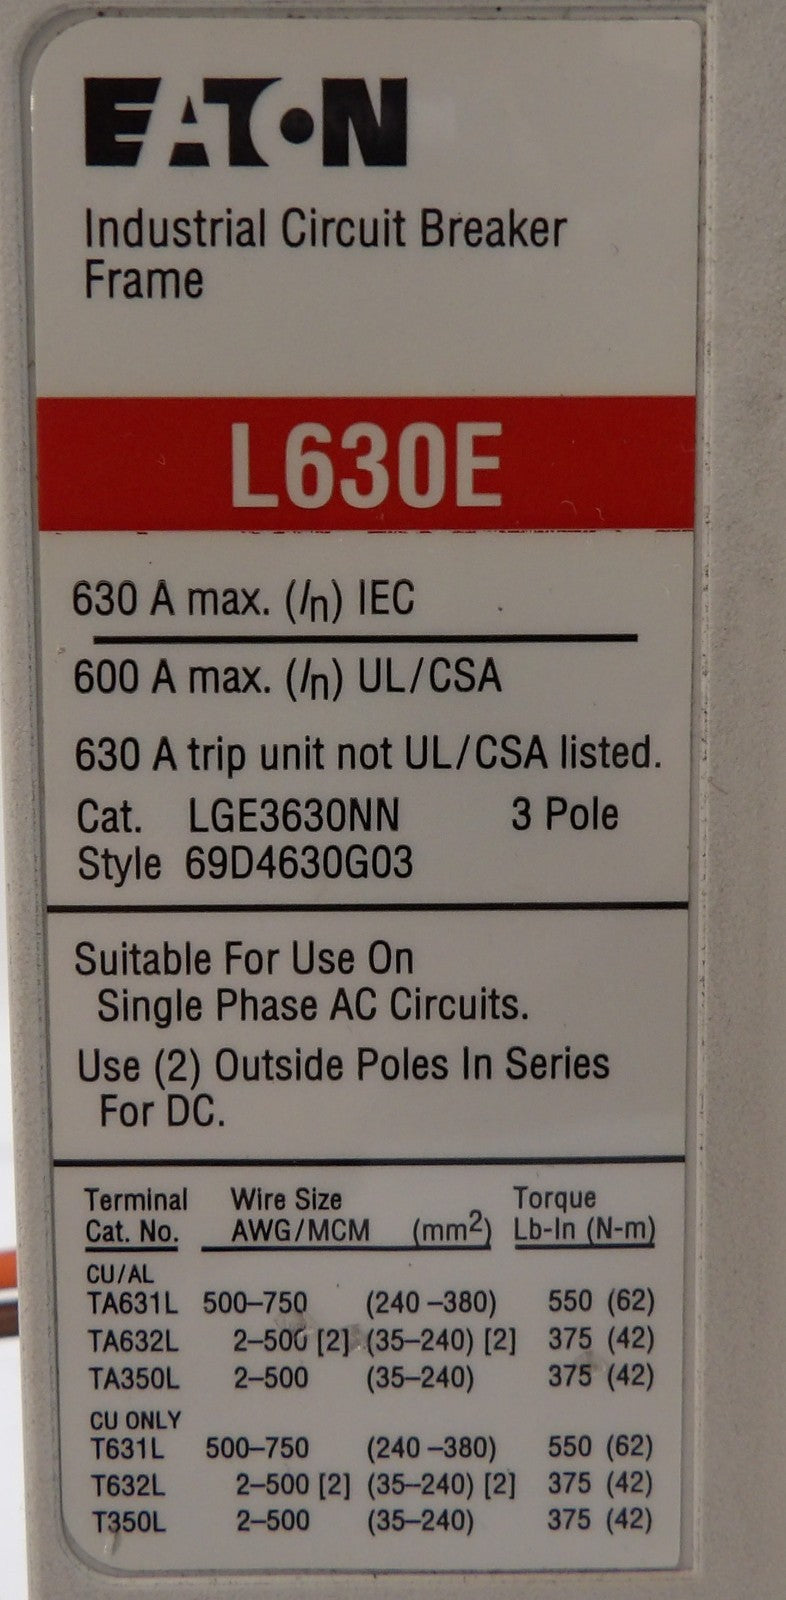 EATON
Industrial Circuit Breaker
Frame
L630E
630 A max. (In) IEC
600 A max. (In) UL/CSA
630 A trip unit not UL/CSA listed.
Cat. LGE3630NN 3 Pole
Style 69D4630G03
Suitable For Use On
Single Phase AC Circuits.
Use (2) Outside Poles In Series
For DC.
Terminal Wire Size Torque
Cat. No. AWG/MCM (mm2) Lb-In (N-m)
CU/AL
TA631L 500–750 (240–380) 550 (62)
TA632L 2–500 [2] (35–240) [2] 375 (42)
TA350L 2–500 (35–240) 375 (42)
CU ONLY
T631L 500–750 (240–380) 550 (62)
T632L 2–500 [2] (35–240) [2] 375 (42)
T350L 2–500 (35–240) 375 (42)